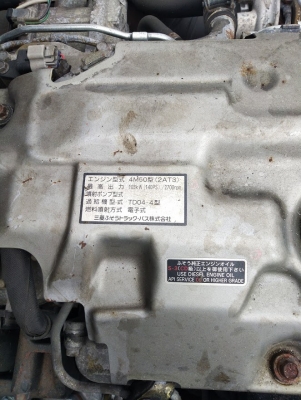 エンジン型式 4M50型(2AT3)
最高出力
噴射ポンプ型式
過給機型式 TD04-4型
燃料噴射方式 電子式
三菱ふそうトラック・バス株式会社
ふそう純正エンジンオイル
USE DIESEL ENGINE OIL
API SERVICE OR HIGHER GRADE